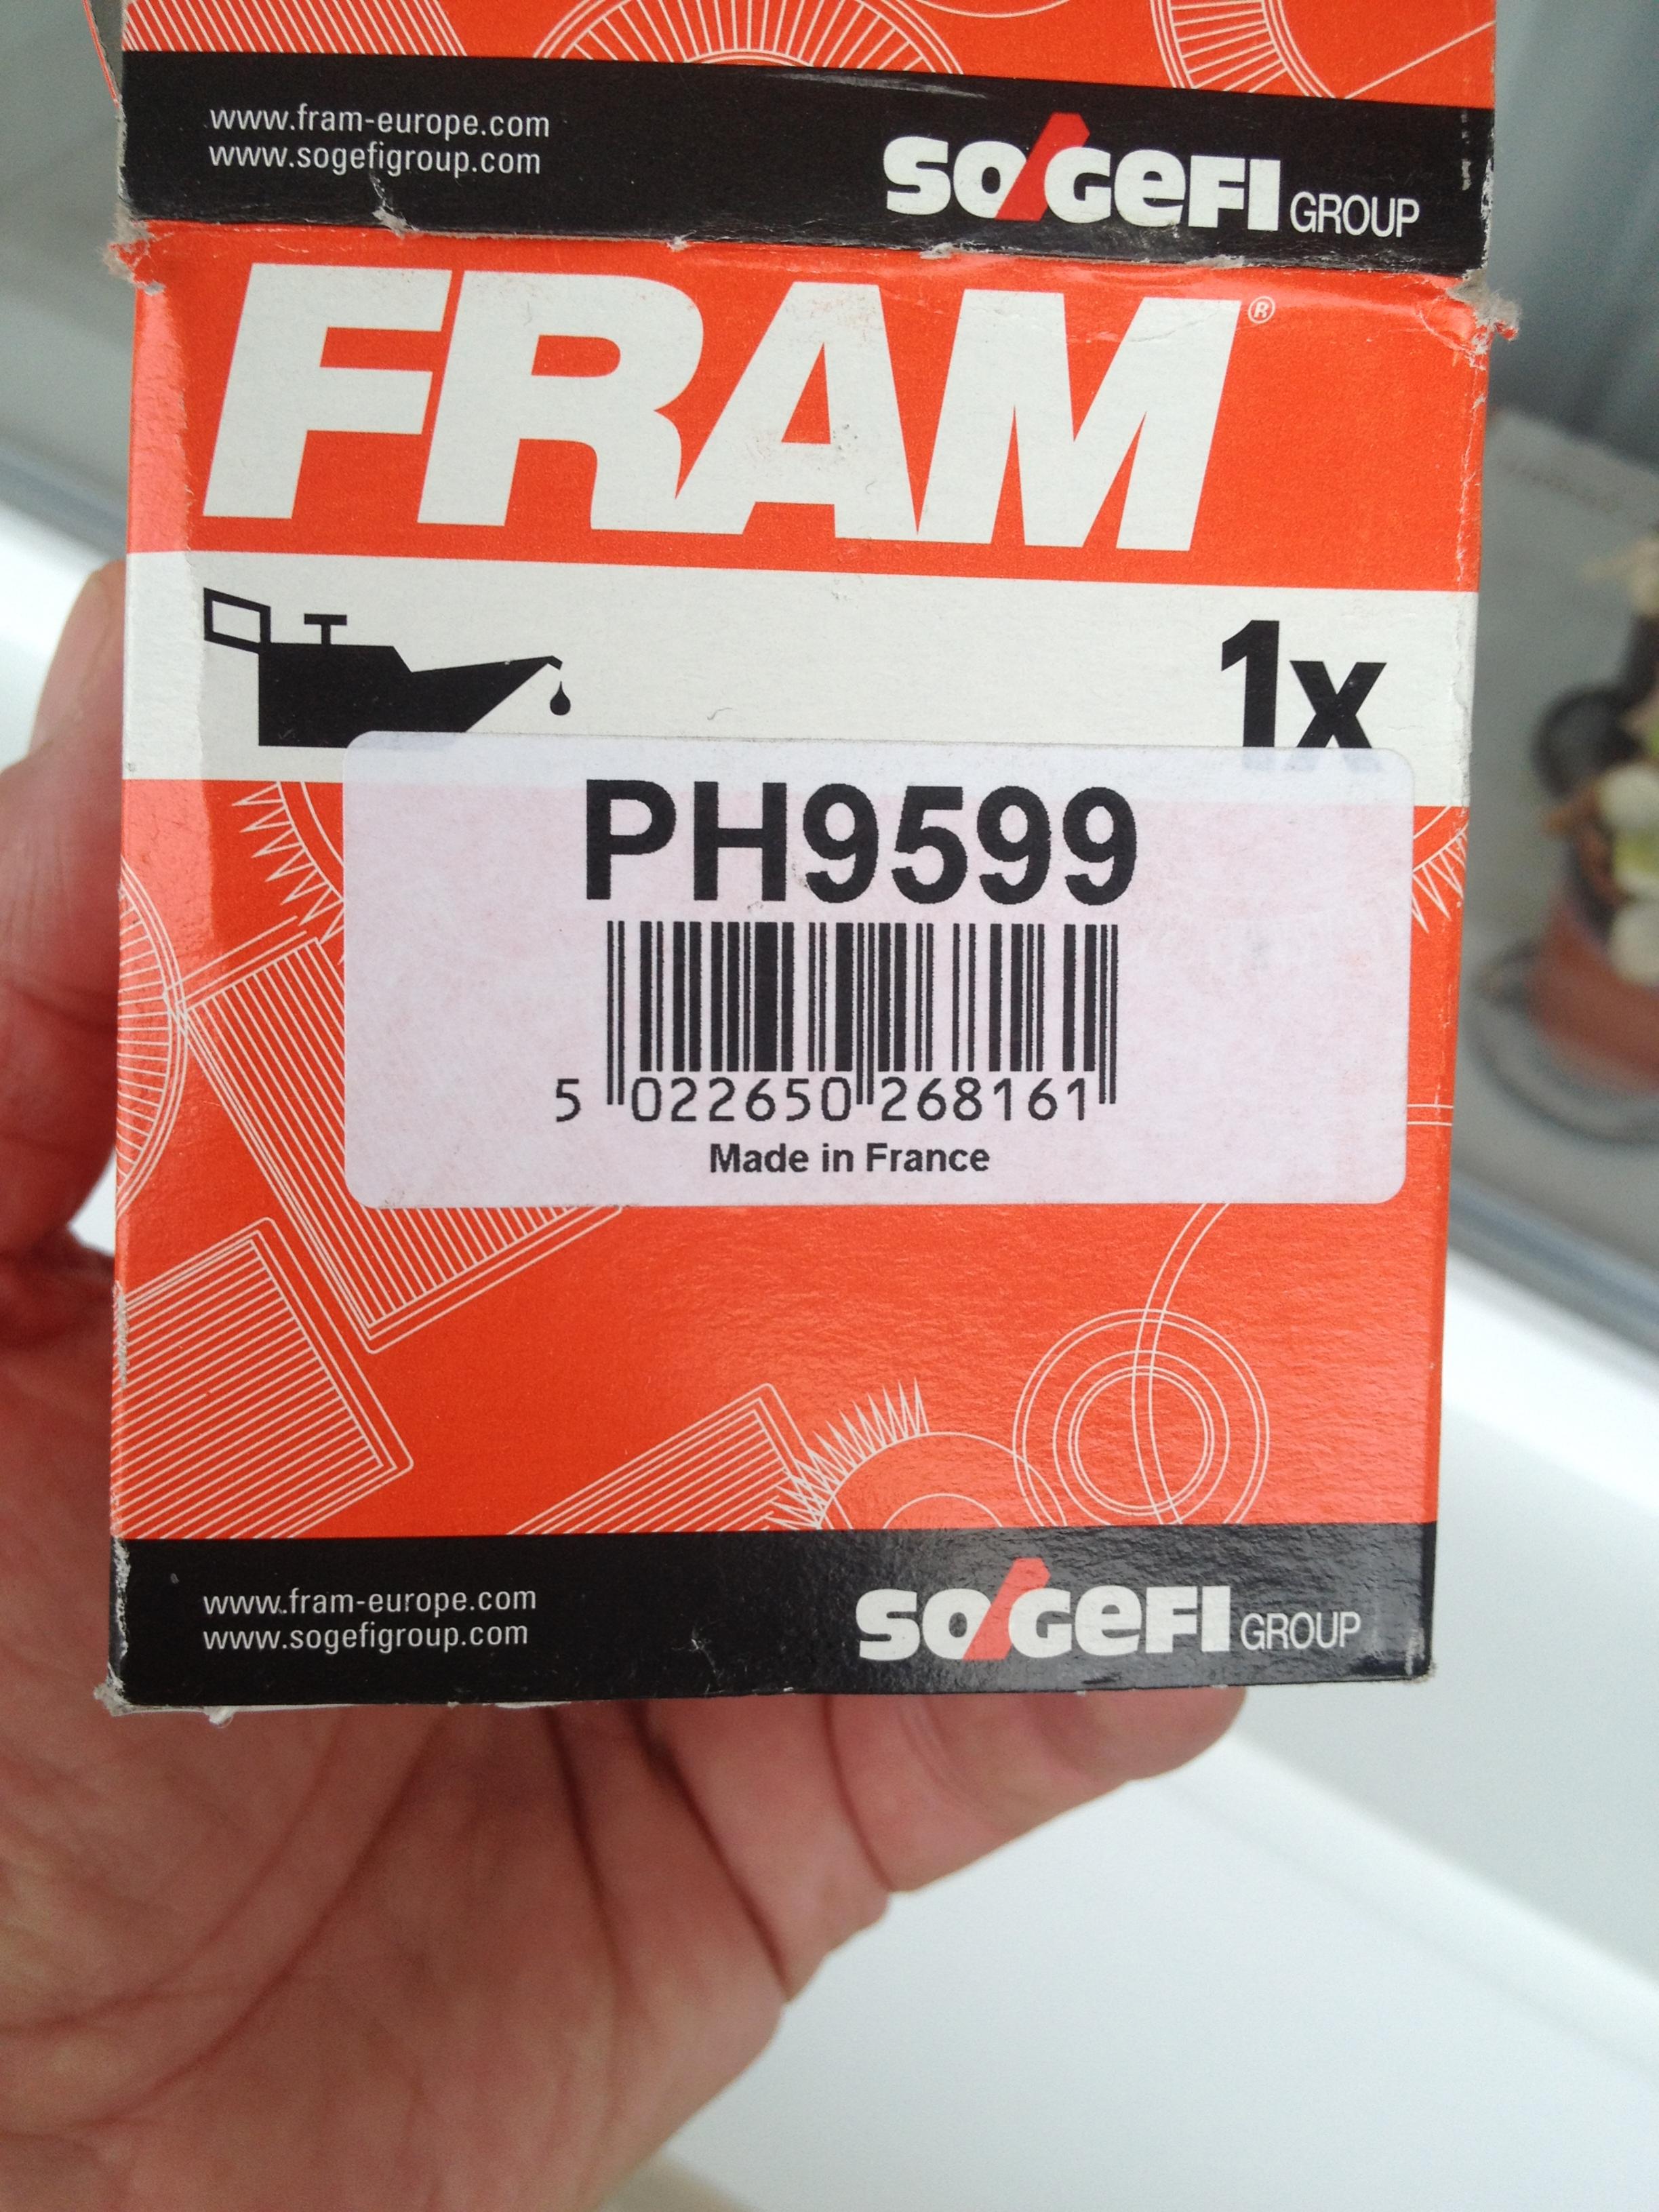 www.fram-europe.com
www.sogefigroup.com
SOGEFI GROUP
FRAM®
1x
PH9599
5 022650 268161
Made in France
www.fram-europe.com
www.sogefigroup.com
SOGEFI GROUP